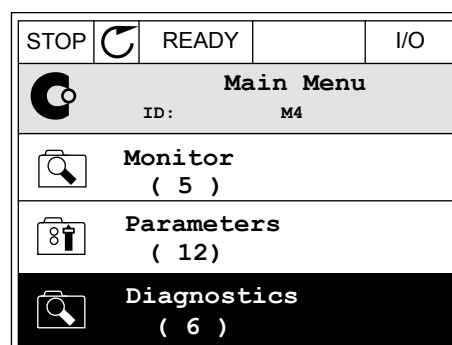 STOP READY I/O
Main Menu
ID: M4
Monitor
( 5 )
Parameters
( 12)
Diagnostics
( 6 )